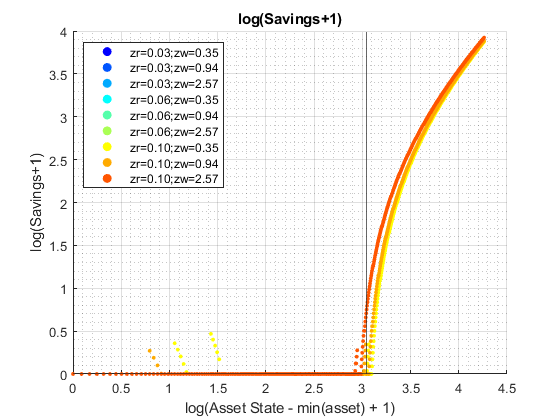 log(Savings+1)
4
3.5
3
2.5
2
1.5
1
0.5
0
log(Savings+1)
zr=0.03;zw=0.35
zr=0.03;zw=0.94
zr=0.03;zw=2.57
zr=0.06;zw=0.35
zr=0.06;zw=0.94
zr=0.06;zw=2.57
zr=0.10;zw=0.35
zr=0.10;zw=0.94
zr=0.10;zw=2.57
0 0.5 1 1.5 2 2.5 3 3.5 4 4.5
log(Asset State - min(asset) + 1)